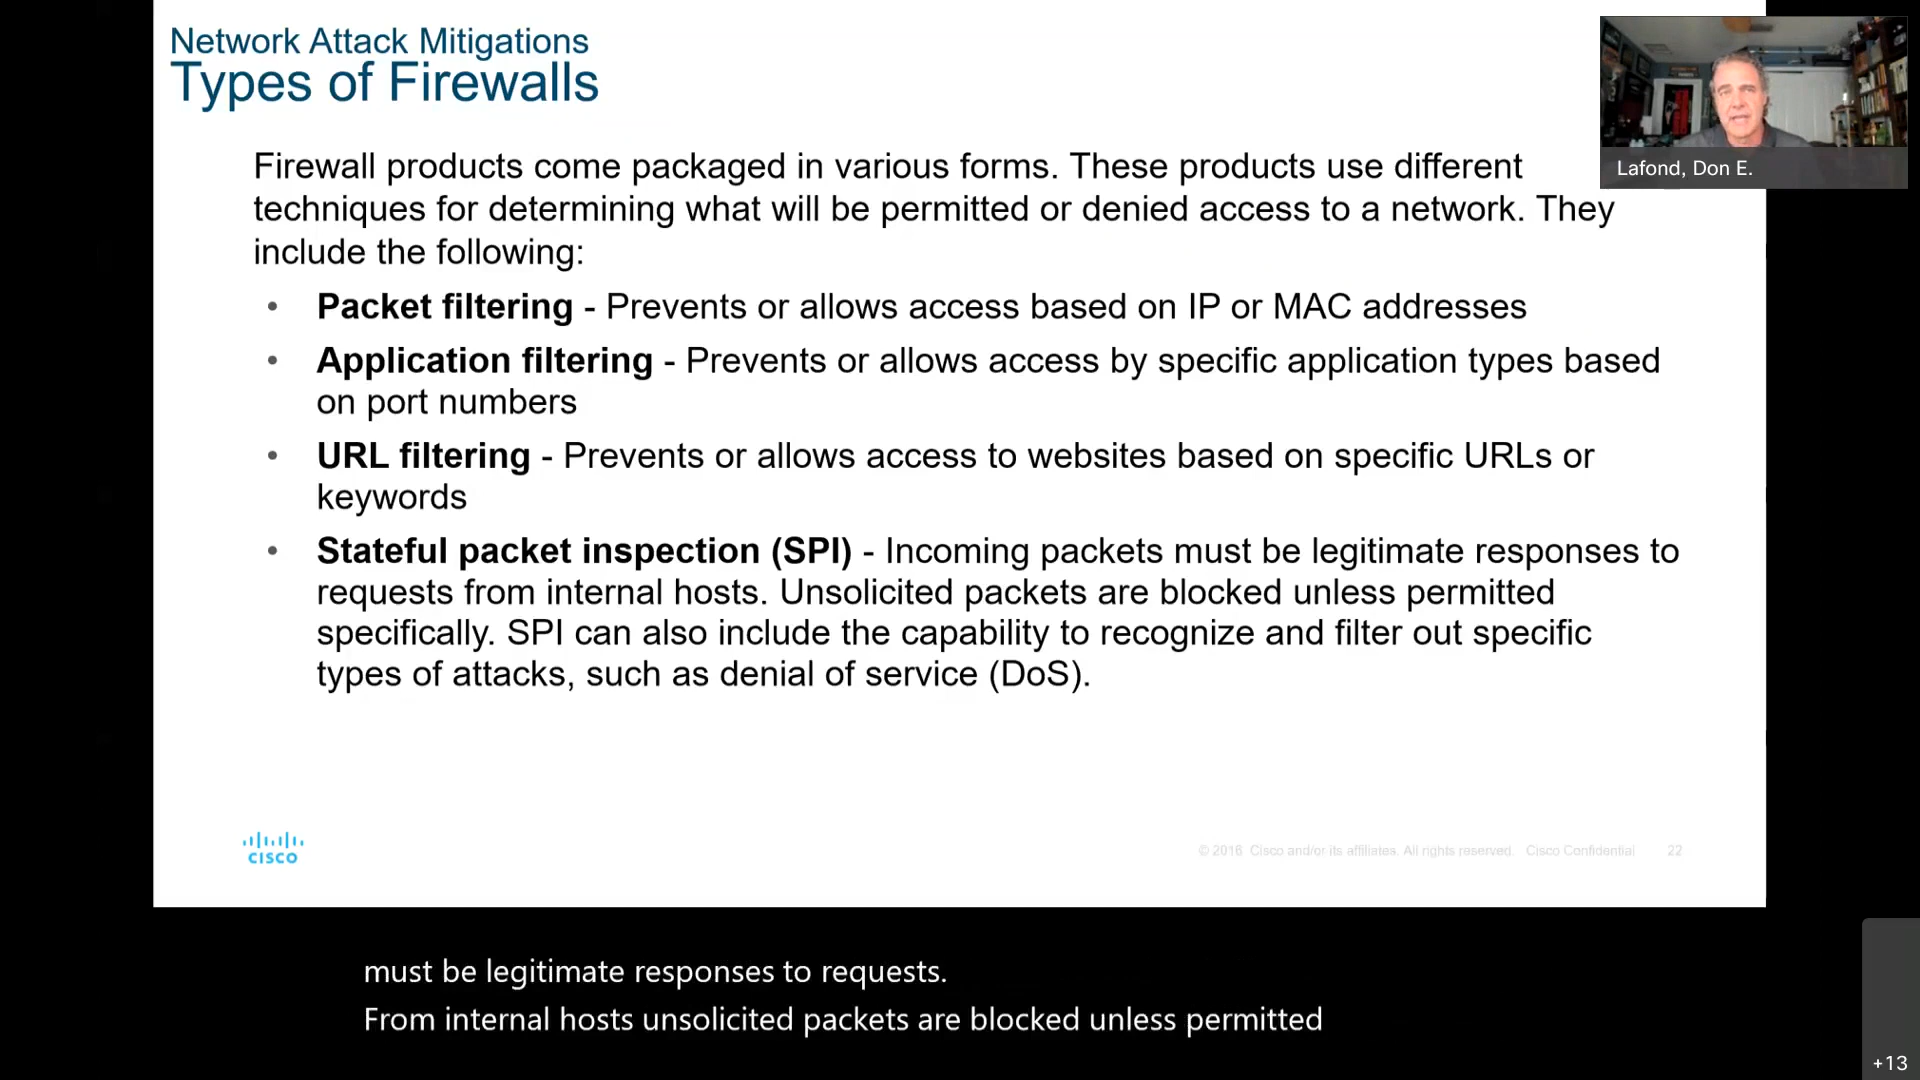 Network Attack Mitigations
Types of Firewalls
Lafond, Don E.
Firewall products come packaged in various forms. These products use different
techniques for determining what will be permitted or denied access to a network. They
include the following:
• Packet filtering - Prevents or allows access based on IP or MAC addresses
• Application filtering - Prevents or allows access by specific application types based
on port numbers
• URL filtering - Prevents or allows access to websites based on specific URLs or
keywords
• Stateful packet inspection (SPI) - Incoming packets must be legitimate responses to
requests from internal hosts. Unsolicited packets are blocked unless permitted
specifically. SPI can also include the capability to recognize and filter out specific
types of attacks, such as denial of service (DoS).
CISCO
© 2016 Cisco and/or its affiliates. All rights reserved. Cisco Confidential 22
must be legitimate responses to requests.
From internal hosts unsolicited packets are blocked unless permitted
+13